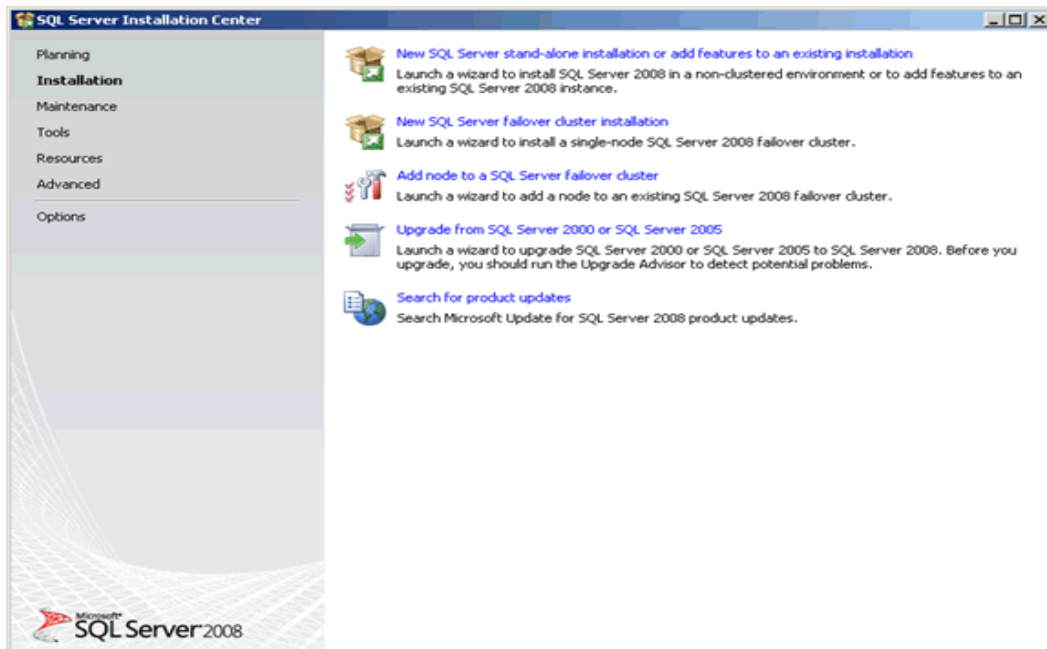 SQL Server Installation Center
Planning
Installation
Maintenance
Tools
Resources
Advanced
Options
New SQL Server stand-alone installation or add features to an existing installation
Launch a wizard to install SQL Server 2008 in a non-clustered environment or to add features to an
existing SQL Server 2008 instance.
New SQL Server failover cluster installation
Launch a wizard to install a single-node SQL Server 2008 failover cluster.
Add node to a SQL Server failover cluster
Launch a wizard to add a node to an existing SQL Server 2008 failover cluster.
Upgrade from SQL Server 2000 or SQL Server 2005
Launch a wizard to upgrade SQL Server 2000 or SQL Server 2005 to SQL Server 2008. Before you
upgrade, you should run the Upgrade Advisor to detect potential problems.
Search for product updates
Search Microsoft Update for SQL Server 2008 product updates.
Microsoft
SQL Server 2008